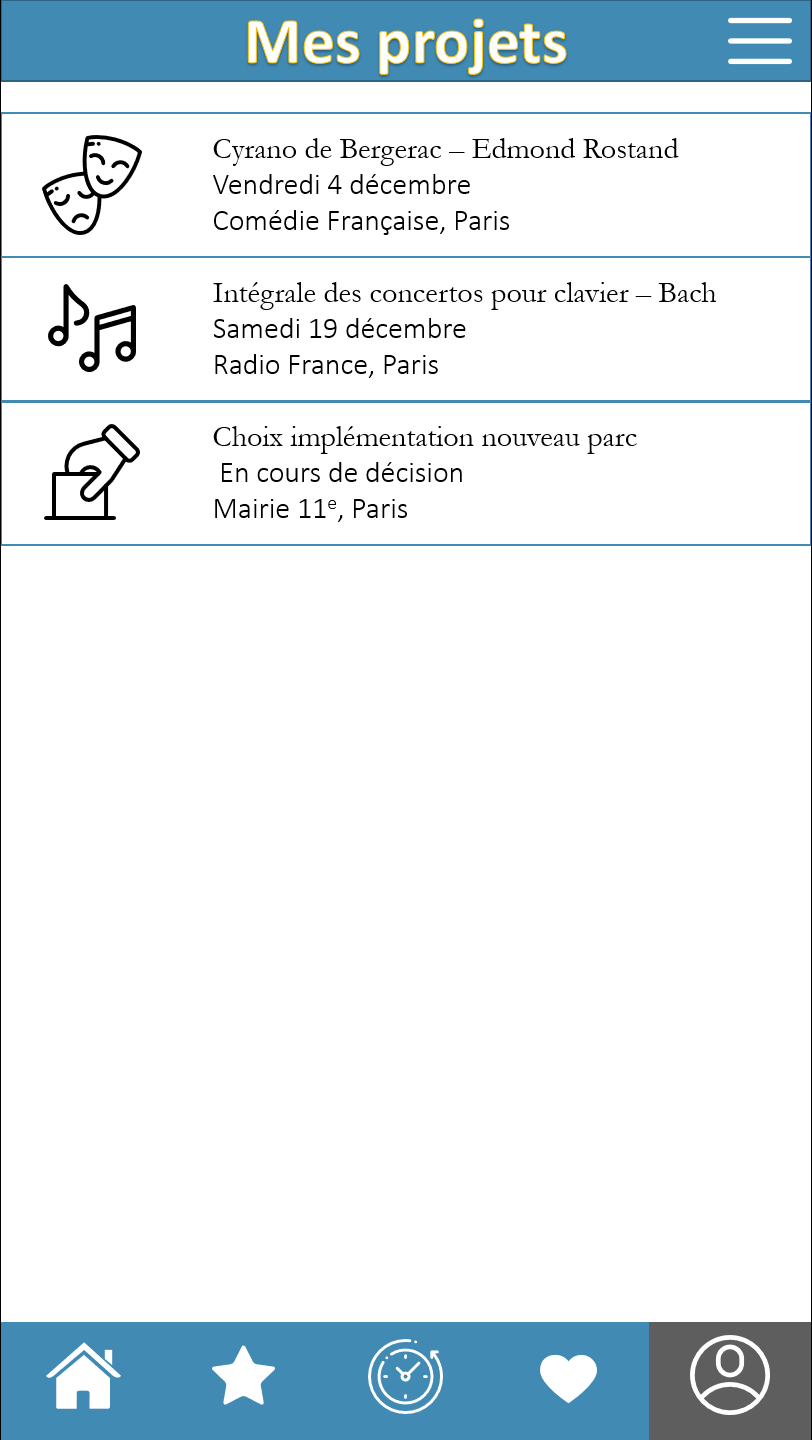 Mes projets
Cyrano de Bergerac – Edmond Rostand
Vendredi 4 décembre
Comédie Française, Paris
Intégrale des concertos pour clavier – Bach
Samedi 19 décembre
Radio France, Paris
Choix implémentation nouveau parc
En cours de décision
Mairie 11ᵉ, Paris